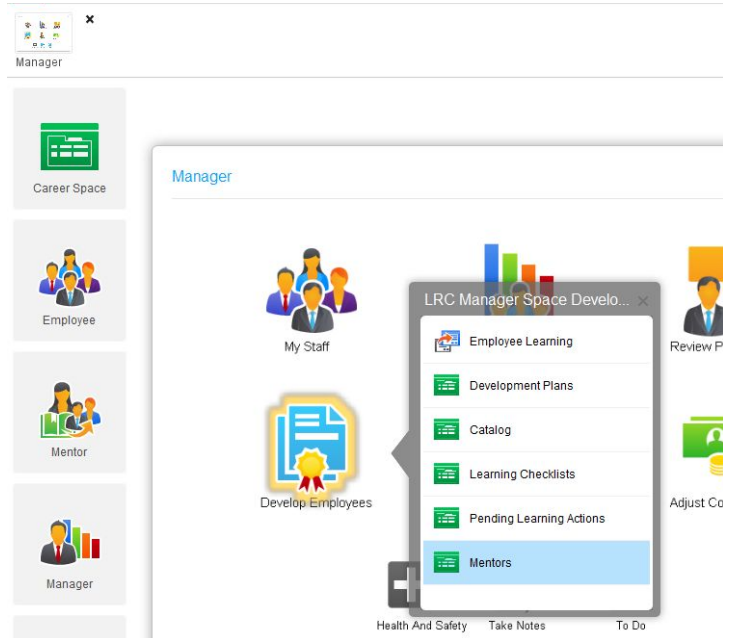 Manager
Career Space
Employee
Mentor
Manager
Manager
My Staff
Review P
Develop Employees
Adjust Co
LRC Manager Space Develo...
Employee Learning
Development Plans
Catalog
Learning Checklists
Pending Learning Actions
Mentors
Health And Safety
Take Notes
To Do